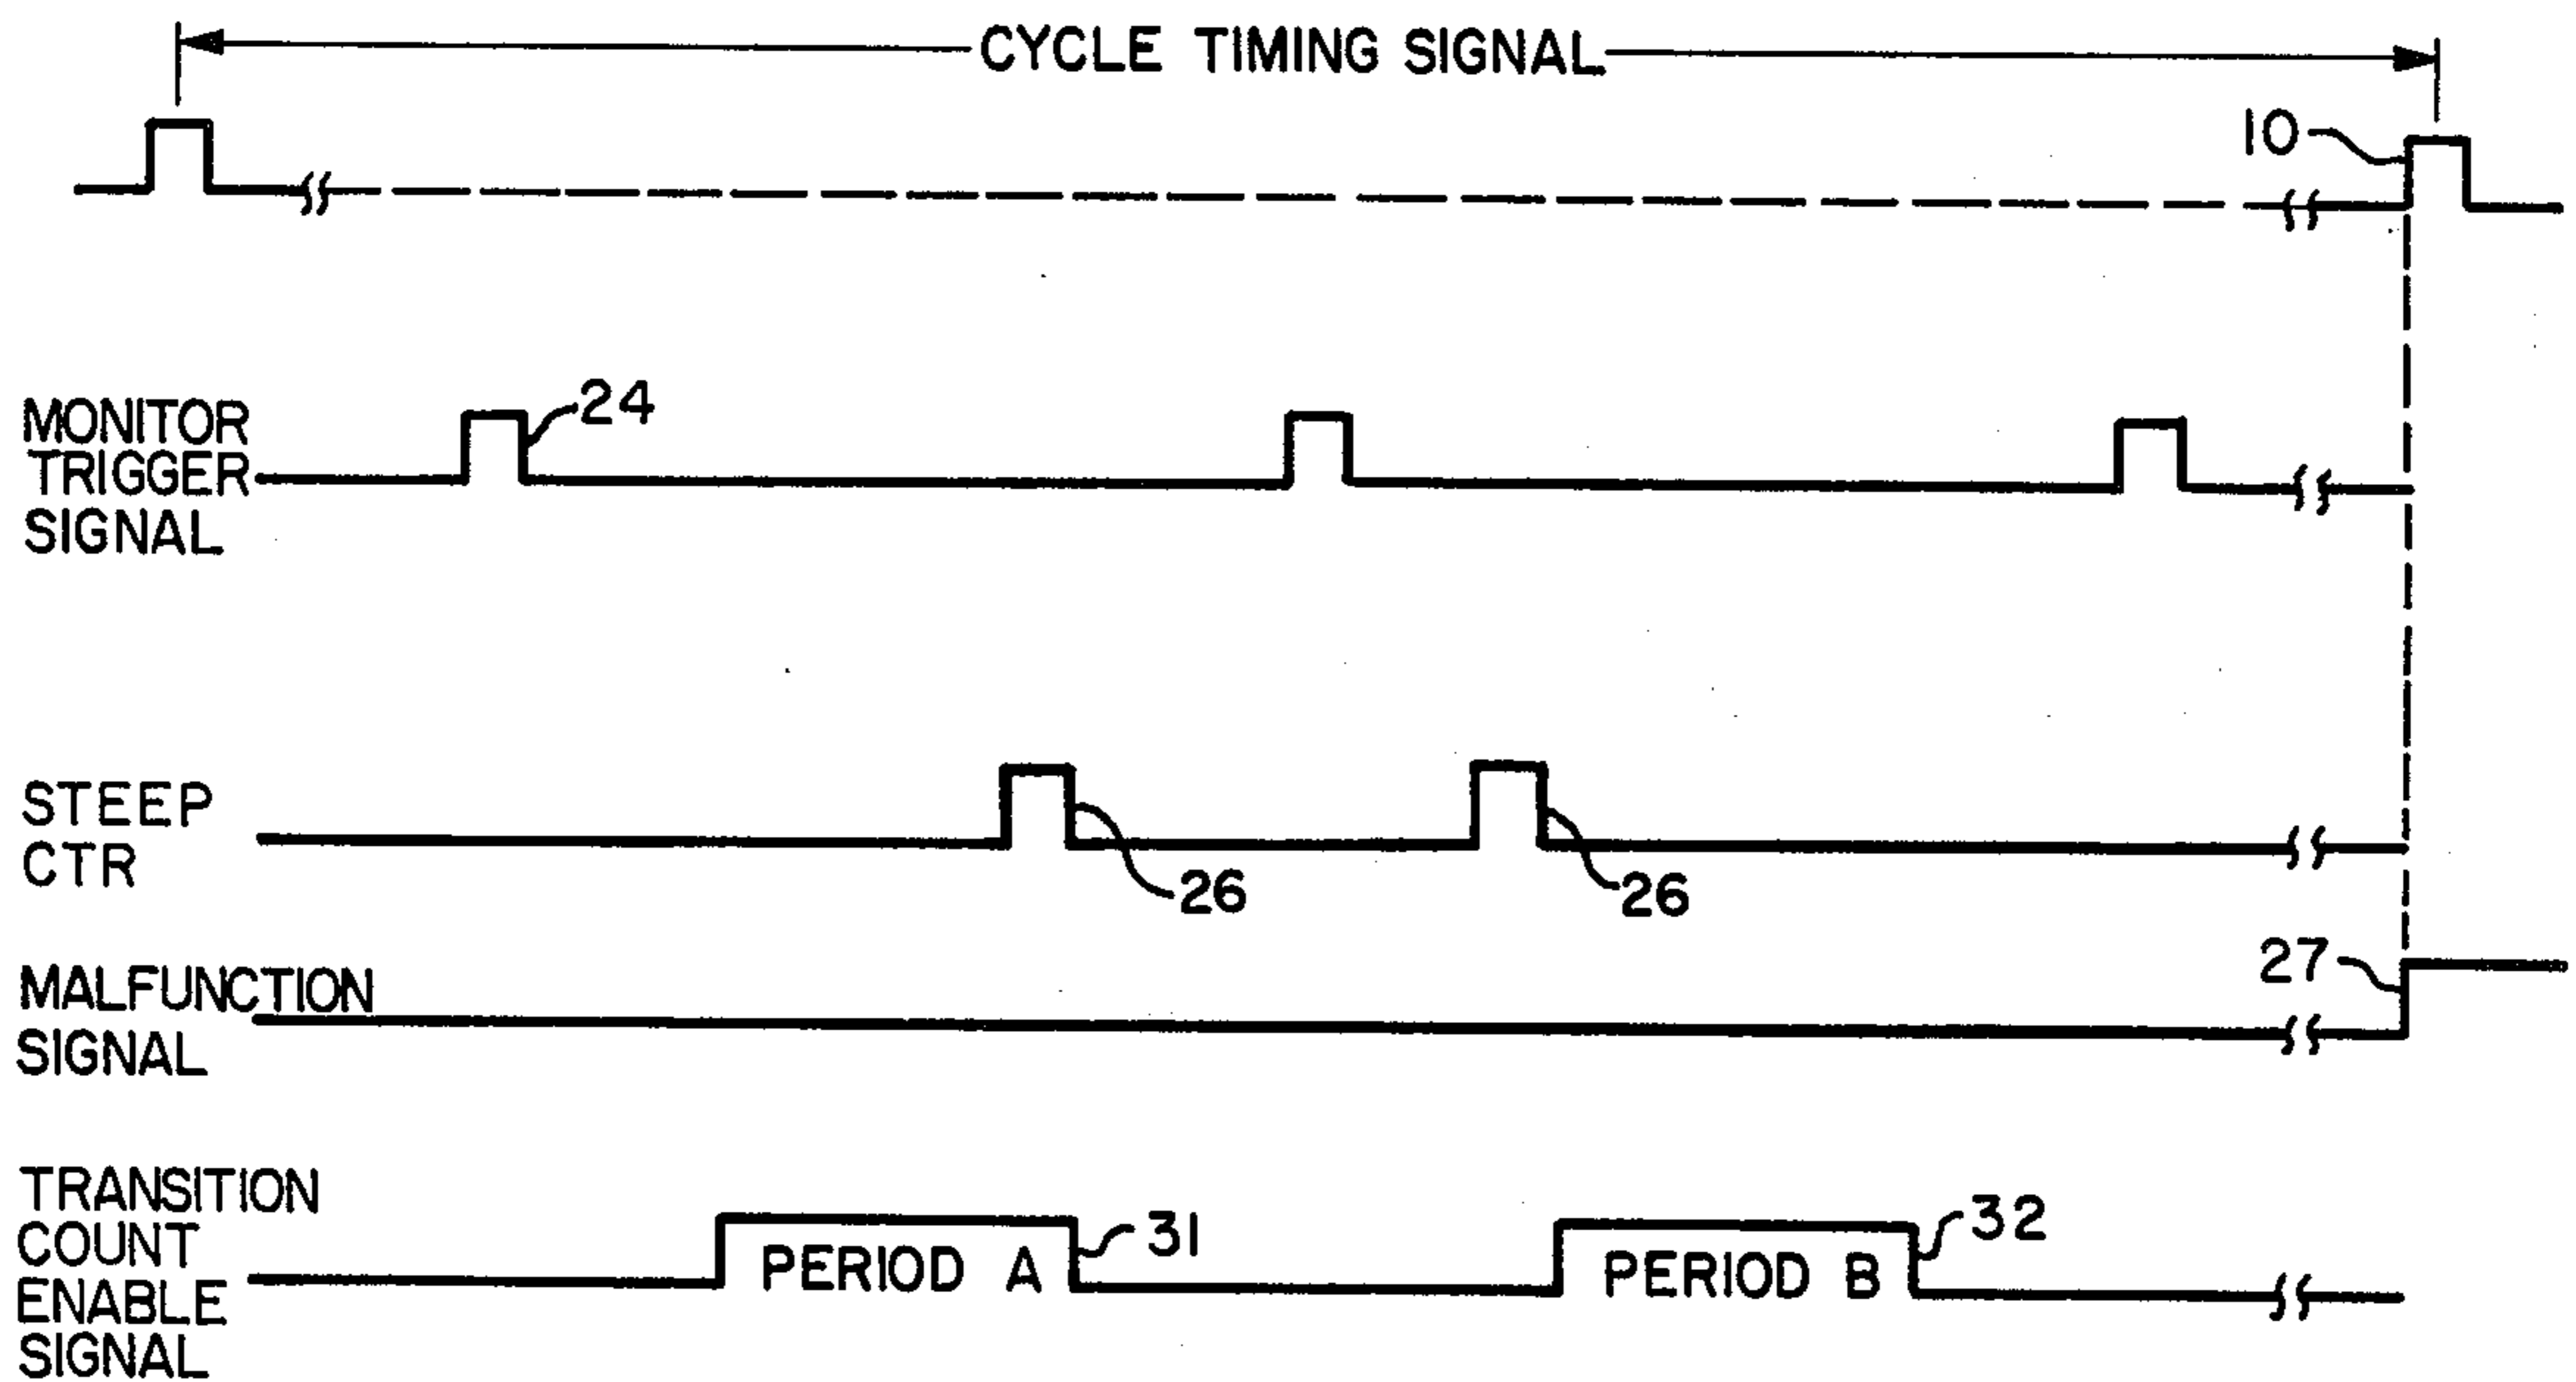 CYCLE TIMING SIGNAL
10
MONITOR
TRIGGER
SIGNAL
24
STEEP
CTR
26
26
MALFUNCTION
SIGNAL
27
TRANSITION
COUNT
ENABLE
SIGNAL
PERIOD A
31
PERIOD B
32